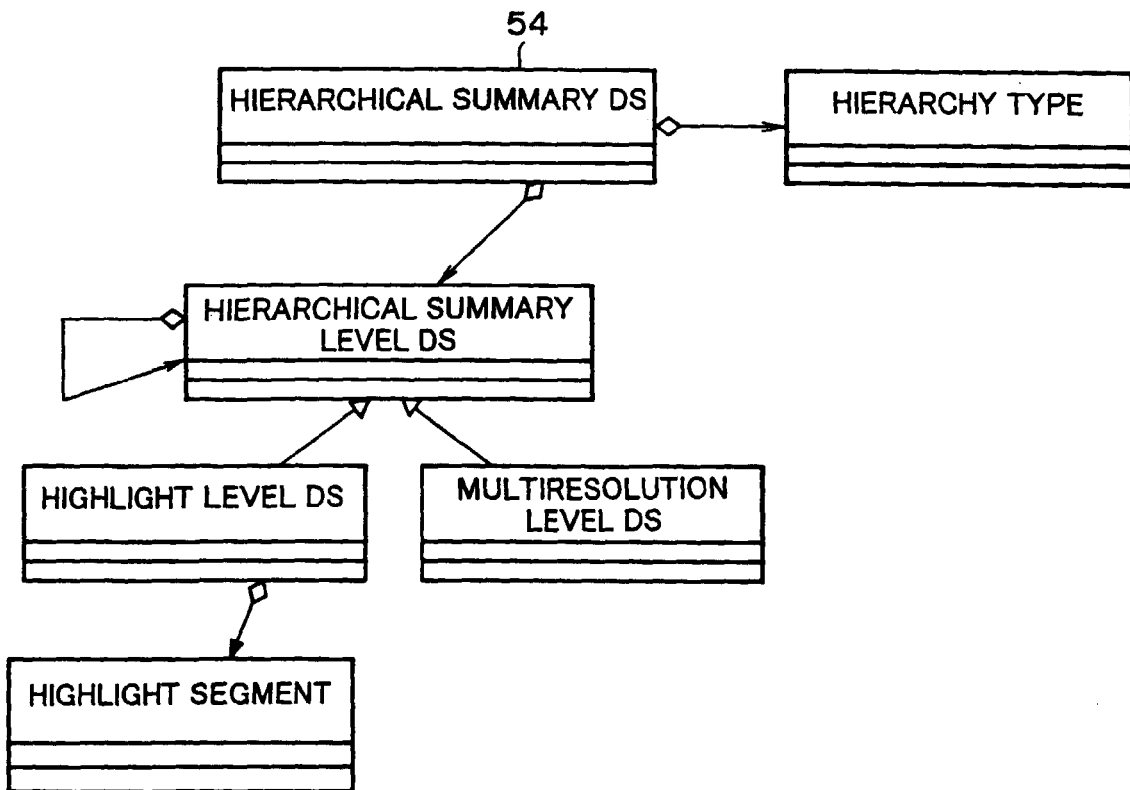 54
HIERARCHICAL SUMMARY DS
HIERARCHY TYPE
HIERARCHICAL SUMMARY
LEVEL DS
HIGHLIGHT LEVEL DS
MULTIRESOLUTION
LEVEL DS
HIGHLIGHT SEGMENT